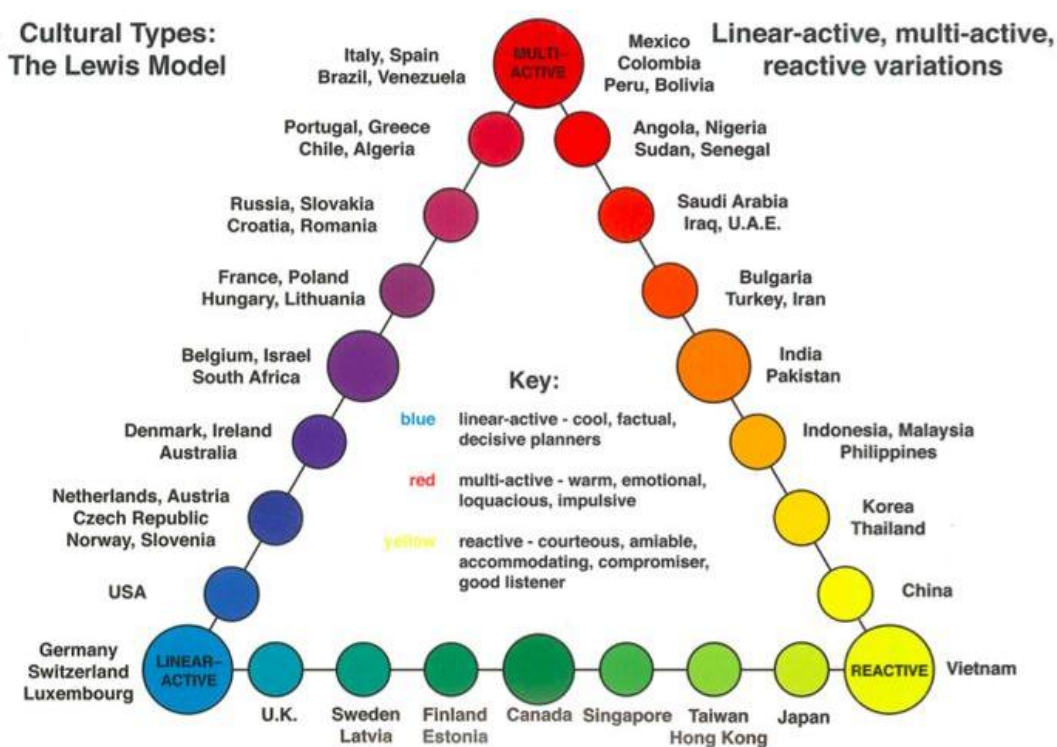 Cultural Types:
The Lewis Model
Linear-active, multi-active,
reactive variations
MULTI-
ACTIVE
Italy, Spain
Brazil, Venezuela
Mexico
Colombia
Peru, Bolivia
Portugal, Greece
Chile, Algeria
Angola, Nigeria
Sudan, Senegal
Russia, Slovakia
Croatia, Romania
Saudi Arabia
Iraq, U.A.E.
France, Poland
Hungary, Lithuania
Bulgaria
Turkey, Iran
Belgium, Israel
South Africa
India
Pakistan
Denmark, Ireland
Australia
Indonesia, Malaysia
Philippines
Netherlands, Austria
Czech Republic
Norway, Slovenia
Korea
Thailand
USA
China
Key:
blue linear-active - cool, factual,
decisive planners
red multi-active - warm, emotional,
loquacious, impulsive
yellow reactive - courteous, amiable,
accommodating, compromiser,
good listener
Germany
Switzerland
Luxembourg
LINEAR-
ACTIVE
REACTIVE
Vietnam
U.K.
Sweden
Latvia
Finland
Estonia
Canada
Singapore
Taiwan
Hong Kong
Japan